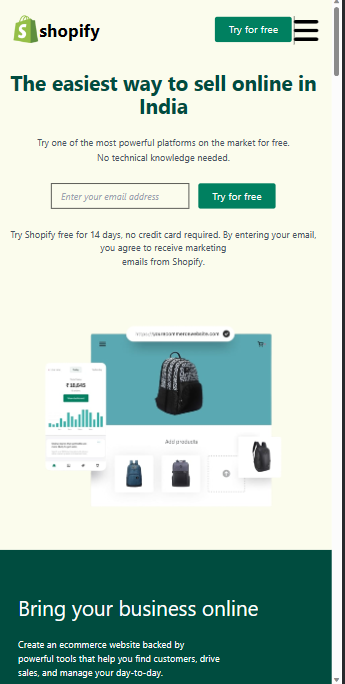 shopify
Try for free
The easiest way to sell online in
India
Try one of the most powerful platforms on the market for free.
No technical knowledge needed.
Enter your email address
Try for free
Try Shopify free for 14 days, no credit card required. By entering your email,
you agree to receive marketing
emails from Shopify.
https://yourecommercewebsite.com
Add products
Bring your business online
Create an ecommerce website backed by
powerful tools that help you find customers, drive
sales, and manage your day-to-day.